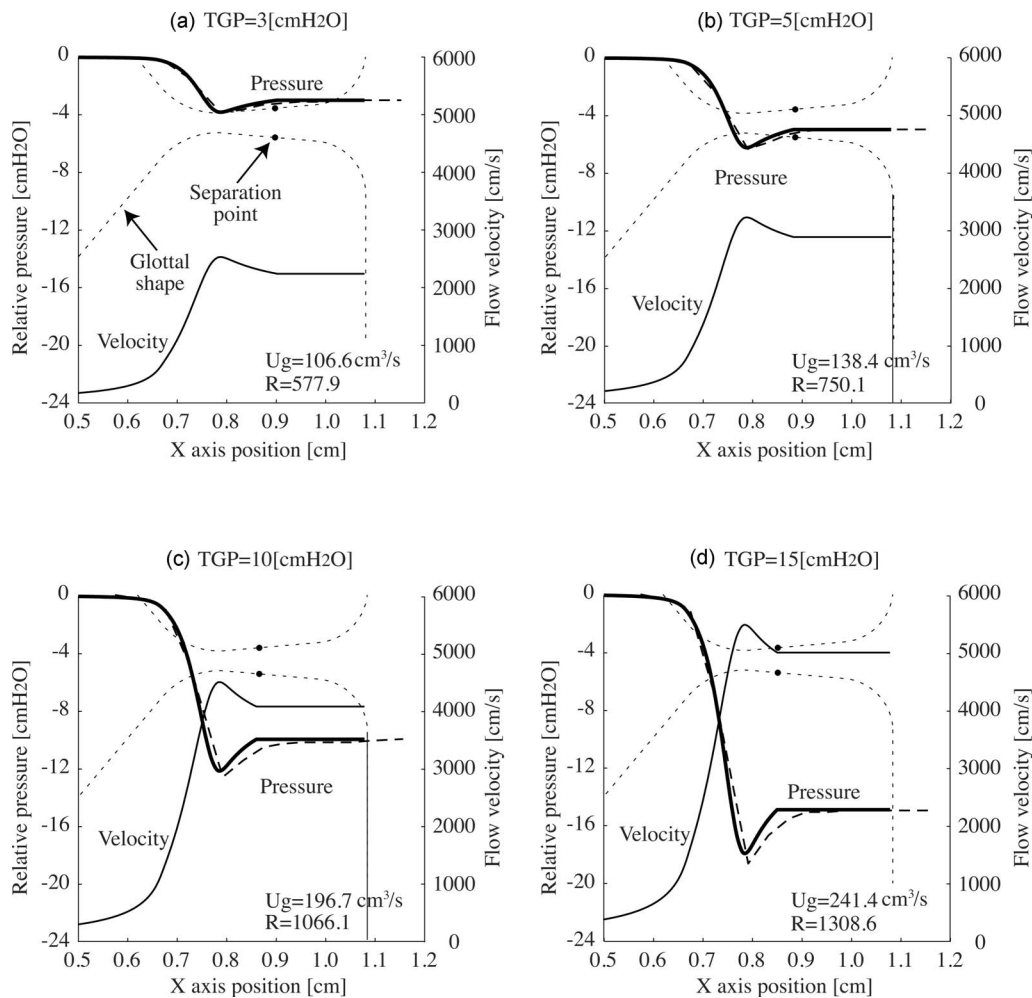 (a) TGP=3[cmH2O]
Relative pressure [cmH2O]
0
-4
-8
-12
-16
-20
-24
Pressure
Separation
point
Glottal
shape
Velocity
Ug=106.6 cm³/s
R=577.9
6000
5000
4000
3000
2000
1000
0
Flow velocity [cm/s]
0.5 0.6 0.7 0.8 0.9 1.0 1.1 1.2
X axis position [cm]
(b) TGP=5[cmH2O]
Relative pressure [cmH2O]
0
-4
-8
-12
-16
-20
-24
Pressure
Velocity
Ug=138.4 cm³/s
R=750.1
6000
5000
4000
3000
2000
1000
0
Flow velocity [cm/s]
0.5 0.6 0.7 0.8 0.9 1.0 1.1 1.2
X axis position [cm]
(c) TGP=10[cmH2O]
Relative pressure [cmH2O]
0
-4
-8
-12
-16
-20
-24
Pressure
Velocity
Ug=196.7 cm³/s
R=1066.1
6000
5000
4000
3000
2000
1000
0
Flow velocity [cm/s]
0.5 0.6 0.7 0.8 0.9 1.0 1.1 1.2
X axis position [cm]
(d) TGP=15[cmH2O]
Relative pressure [cmH2O]
0
-4
-8
-12
-16
-20
-24
Pressure
Velocity
Ug=241.4 cm³/s
R=1308.6
6000
5000
4000
3000
2000
1000
0
Flow velocity [cm/s]
0.5 0.6 0.7 0.8 0.9 1.0 1.1 1.2
X axis position [cm]